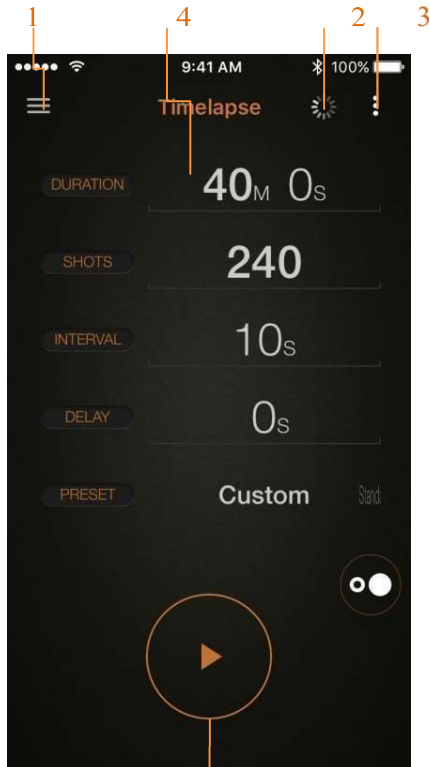 1 4 2 3
9:41 AM 100%
Timelapse
DURATION 40M 0S
SHOTS 240
INTERVAL 10S
DELAY 0S
PRESET Custom Stand